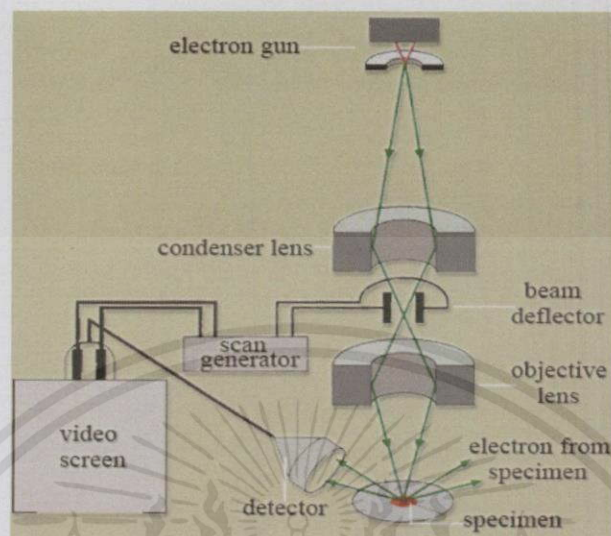 electron gun
condenser lens
beam
deflector
scan
generator
objective
lens
video
screen
electron from
specimen
detector
specimen